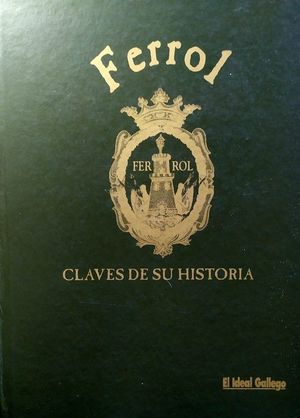 Ferrol
FER ROL
CLAVES DE SU HISTORIA
El Ideal Gallego